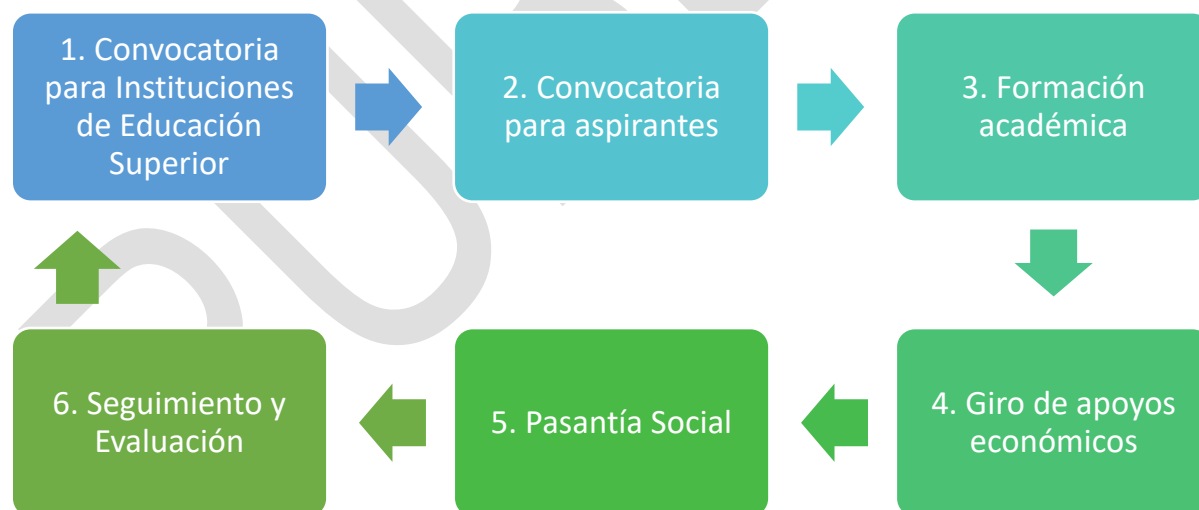 1. Convocatoria
para Instituciones
de Educación
Superior
2. Convocatoria
para aspirantes
3. Formación
académica
4. Giro de apoyos
económicos
5. Pasantía Social
6. Seguimiento y
Evaluación